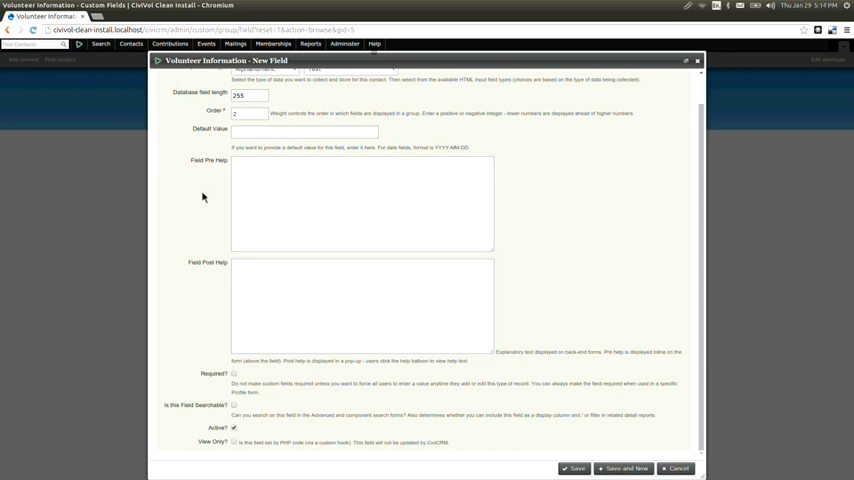 Volunteer Information - Custom Fields | CiviVol Clean Install - Chromium
En
Thu Jan 29 5:14 PM
Volunteer Information
civivol-clean-install.localhost/civicrm/admin/custom/group/field?reset=1&action=browse&gid=5
Find Contacts
Search Contacts Contributions Events Mailings Memberships Reports Administer Help
Add content Find content
Edit shortcuts
Volunteer Information - New Field
Alphanumeric Text
Select the type of data you want to collect and store for this contact. Then select from the available HTML input field types (choices are based on the type of data being collected).
Database field length 255
Order * 2 Weight controls the order in which fields are displayed in a group. Enter a positive or negative integer - lower numbers are displayed ahead of higher numbers.
Default Value
If you want to provide a default value for this field, enter it here. For date fields, format is YYYY-MM-DD.
Field Pre Help
Field Post Help
Explanatory text displayed on back-end forms. Pre help is displayed inline on the
form (above the field). Post help is displayed in a pop-up - users click the help balloon to view help text.
Required?
Do not make custom fields required unless you want to force all users to enter a value anytime they add or edit this type of record. You can always make the field required when used in a specific
Profile form.
Is this Field Searchable?
Can you search on this field in the Advanced and component search forms? Also determines whether you can include this field as a display column and / or filter in related detail reports.
Active?
View Only? Is this field set by PHP code (via a custom hook). This field will not be updated by CiviCRM.
Save Save and New Cancel